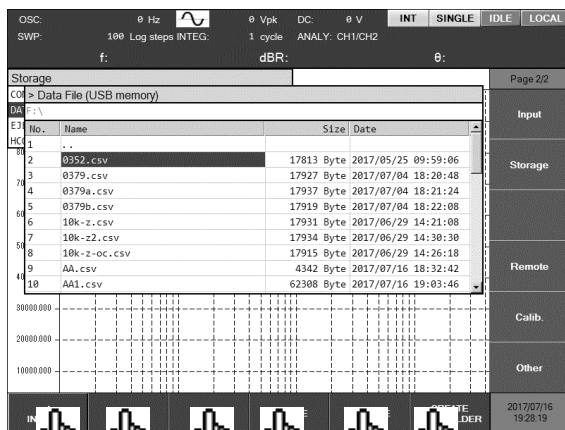 OSC: 0 Hz 0 Vpk DC: 0 V INT SINGLE IDLE LOCAL
SWP: 100 Log steps INTEG: 1 cycle ANALY: CH1/CH2
f: dBR: θ:
Storage Page 2/2
> Data File (USB memory)
F:\
Input
No. Name Size Date
1 ..
2 0352.csv 17813 Byte 2017/05/25 09:59:06
Storage
3 0379.csv 17927 Byte 2017/07/04 18:20:48
4 0379a.csv 17937 Byte 2017/07/04 18:21:24
5 0379b.csv 17919 Byte 2017/07/04 18:22:08
6 10k-z.csv 17931 Byte 2017/06/29 14:21:08
7 10k-z2.csv 17934 Byte 2017/06/29 14:30:30
8 10k-z-oc.csv 17915 Byte 2017/06/29 14:26:18
9 AA.csv 4342 Byte 2017/07/16 18:32:42
Remote
10 AA1.csv 62308 Byte 2017/07/16 19:03:46
30000.000
Calib.
20000.000
10000.000
Other
2017/07/16
19:28:19